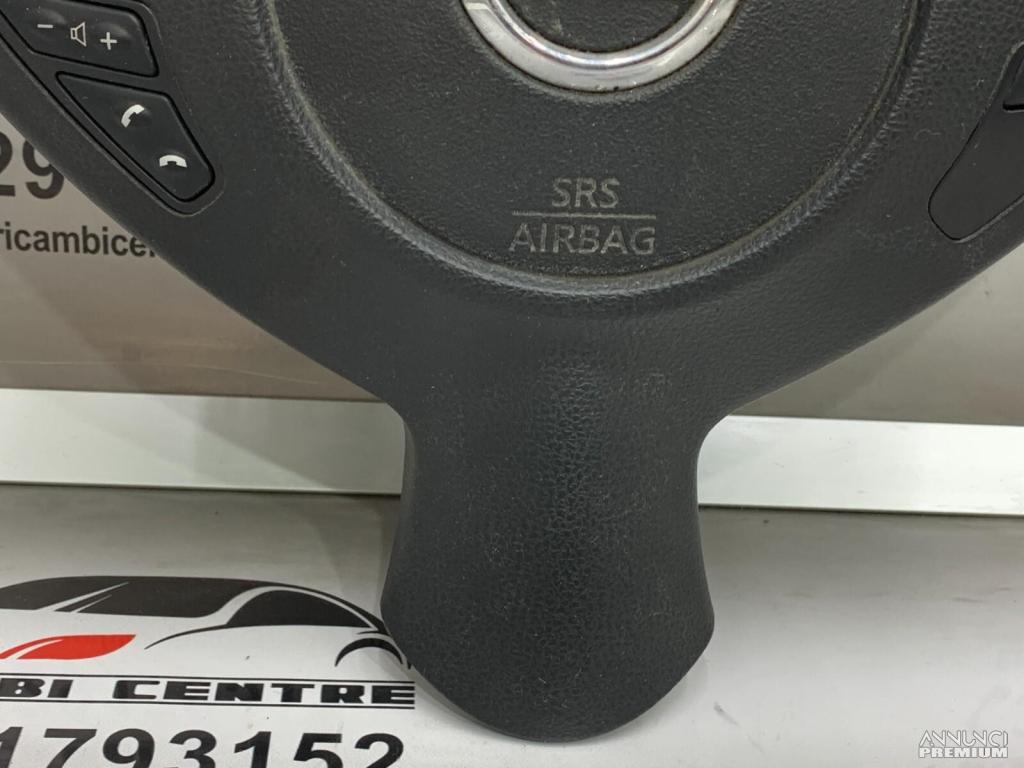 - +
29
ricambice
SRS
AIRBAG
BI CENTRE
1793152
ANNUNCI
PREMIUM